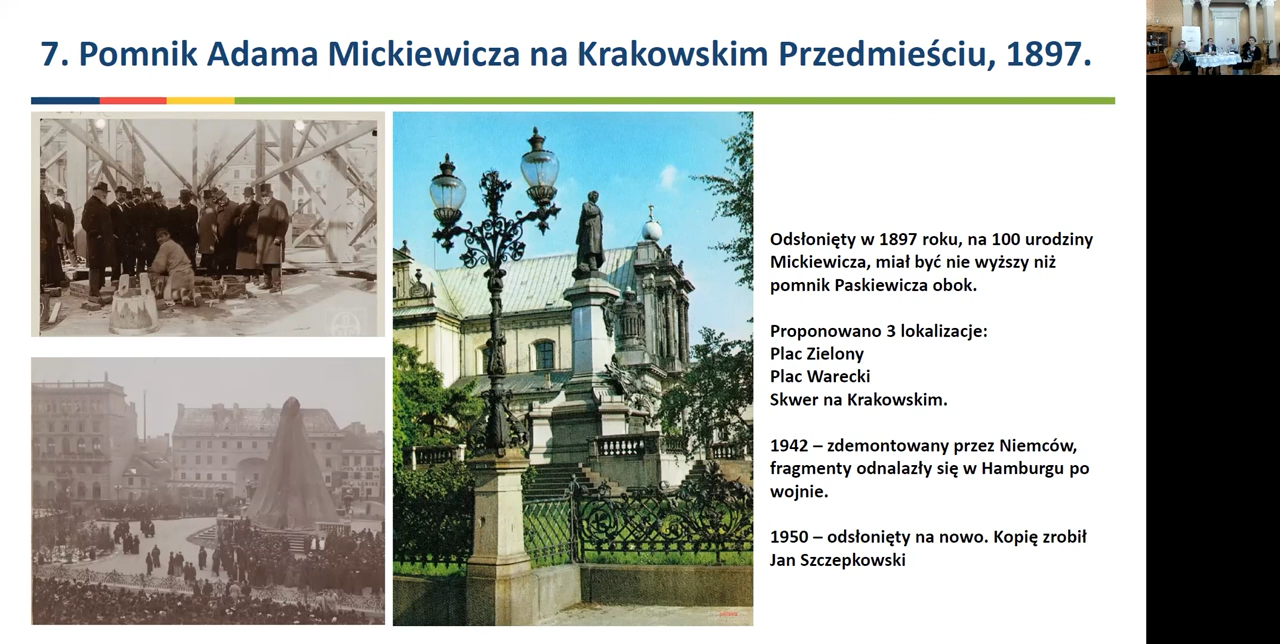 7. Pomnik Adama Mickiewicza na Krakowskim Przedmieściu, 1897.
Odsłonięty w 1897 roku, na 100 urodziny
Mickiewicza, miał być nie wyższy niż
pomnik Paskiewicza obok.
Proponowano 3 lokalizacje:
Plac Zielony
Plac Warecki
Skwer na Krakowskim.
1942 – zdemontowany przez Niemców,
fragmenty odnalazły się w Hamburgu po
wojnie.
1950 – odsłonięty na nowo. Kopię zrobił
Jan Szczepkowski